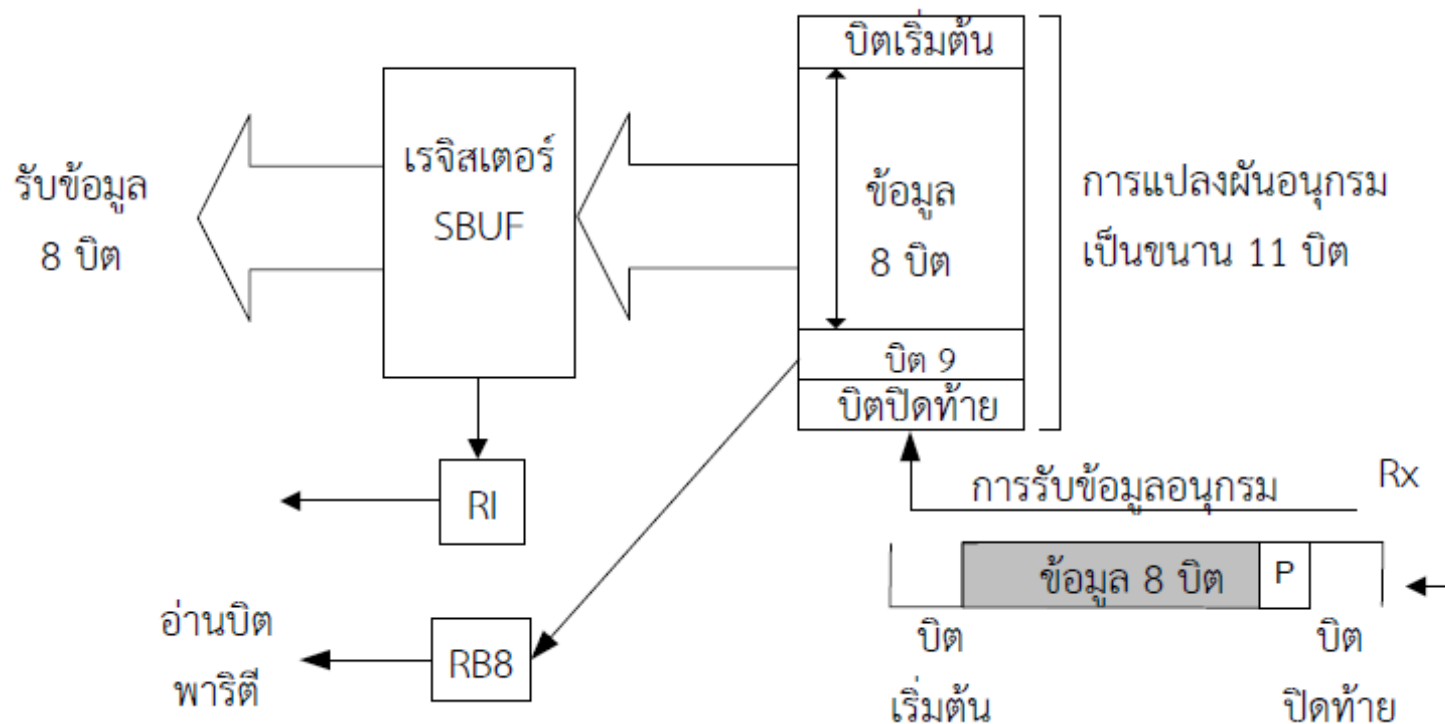 บิตเริ่มต้น
เรจิสเตอร์
SBUF
รับข้อมูล
8 บิต
ข้อมูล
8 บิต
การแปลงผันอนุกรม
เป็นขนาน 11 บิต
บิต 9
บิตปิดท้าย
RI
การรับข้อมูลอนุกรม
Rx
ข้อมูล 8 บิต
P
อ่านบิต
พาริตี
RB8
บิต
เริ่มต้น
บิต
ปิดท้าย